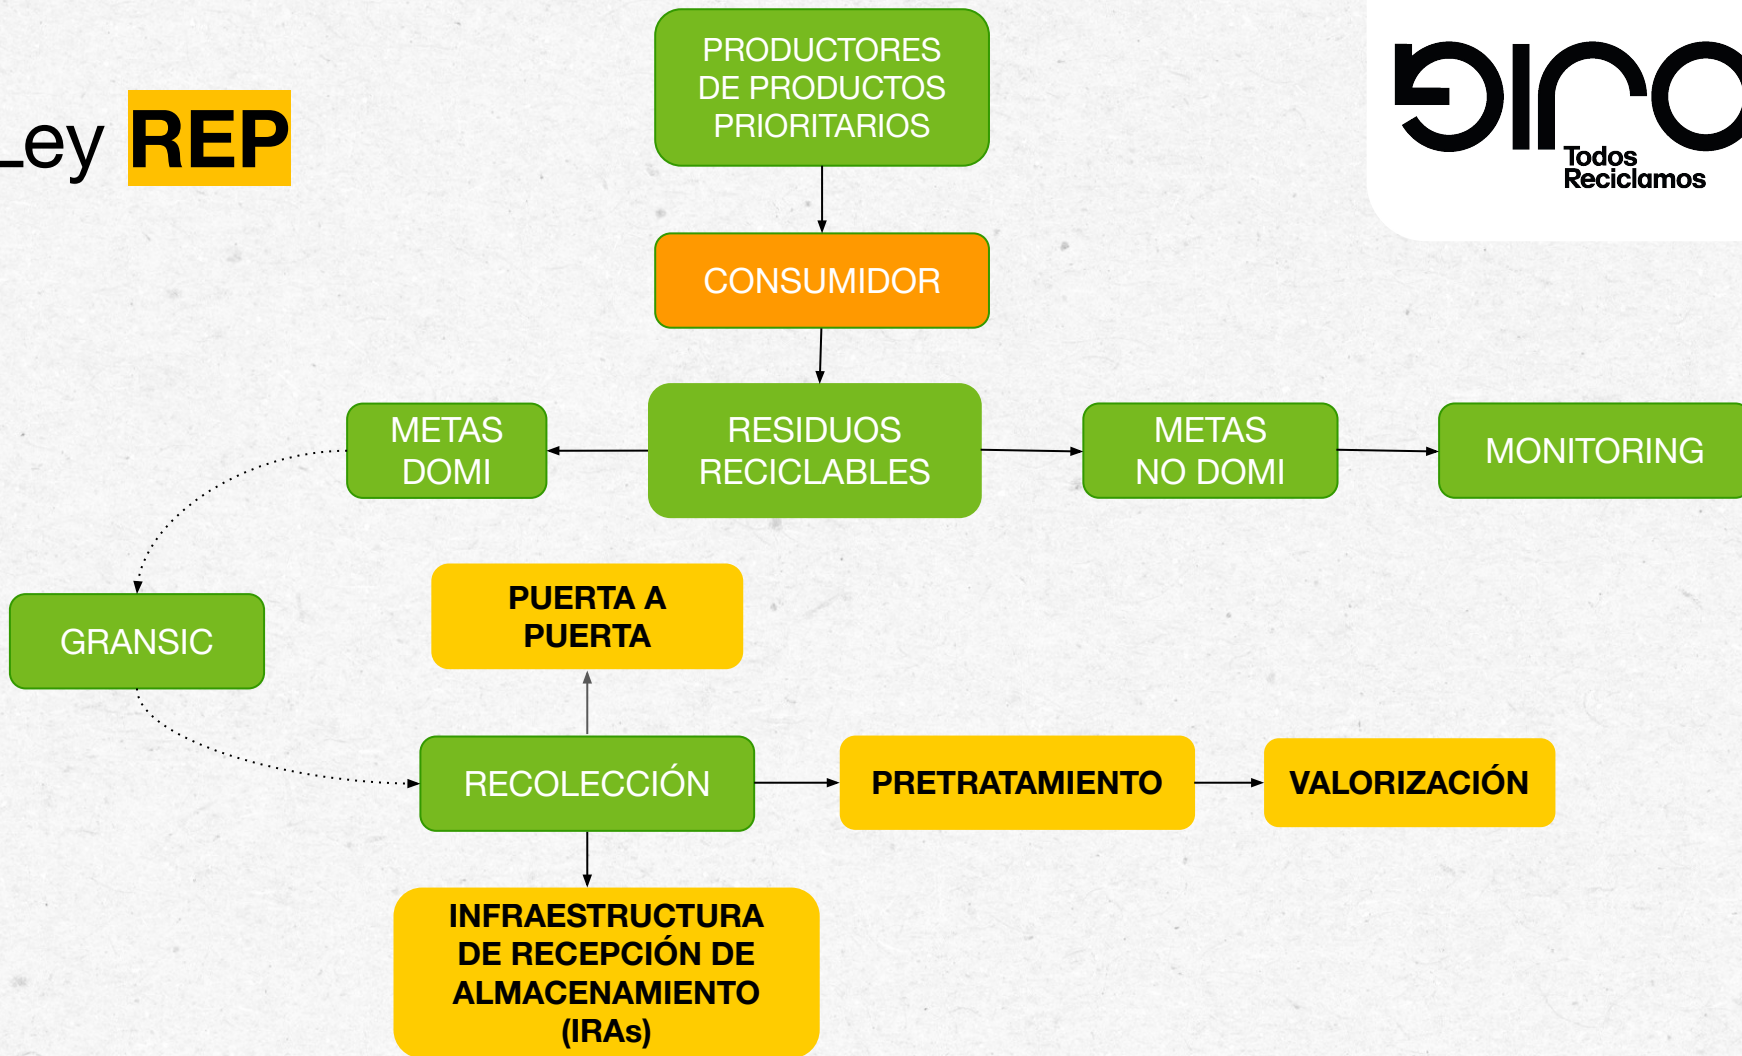 Ley REP
PRODUCTORES
DE PRODUCTOS
PRIORITARIOS
giro
Todos
Reciclamos
CONSUMIDOR
METAS
DOMI
RESIDUOS
RECICLABLES
METAS
NO DOMI
MONITORING
GRANSIC
PUERTA A
PUERTA
RECOLECCIÓN
PRETRATAMIENTO
VALORIZACIÓN
INFRAESTRUCTURA
DE RECEPCIÓN DE
ALMACENAMIENTO
(IRAs)